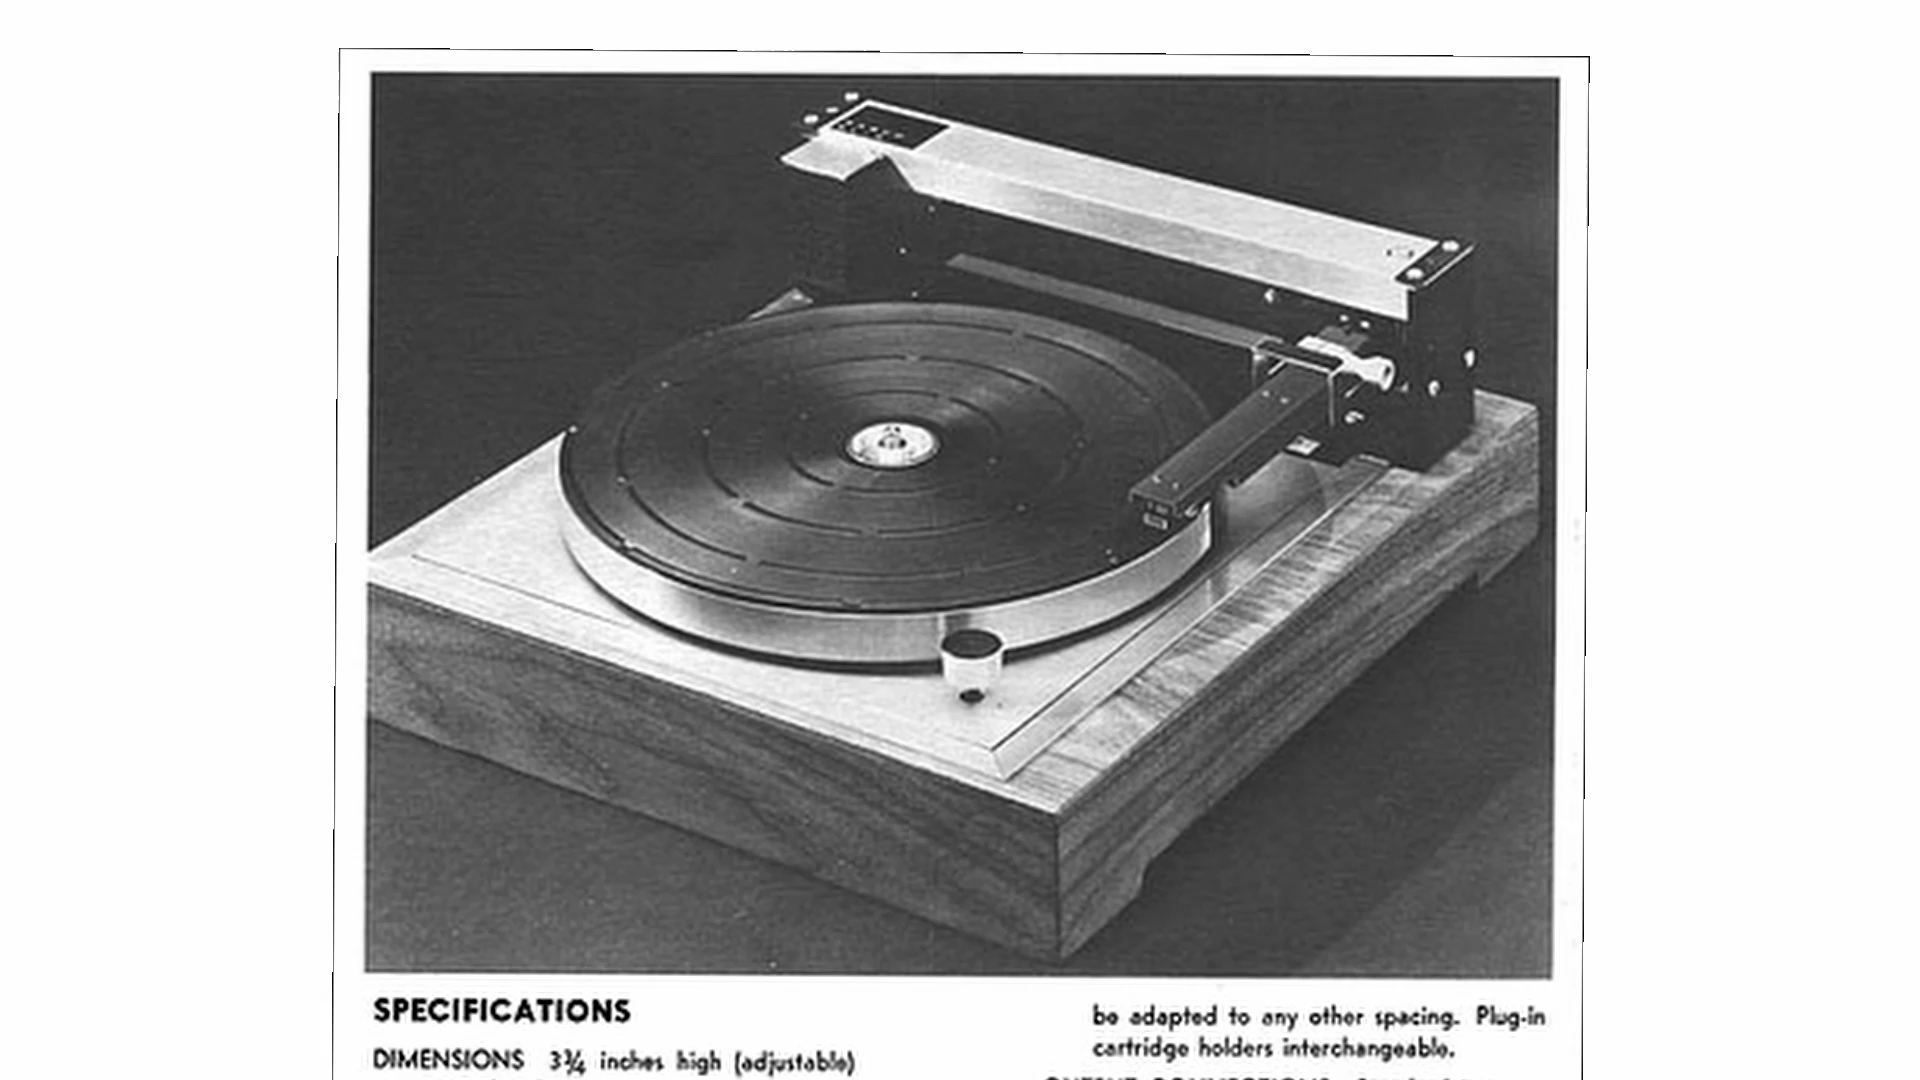 SPECIFICATIONS
DIMENSIONS 3¾ inches high (adjustable)
be adapted to any other spacing. Plug-in
cartridge holders interchangeable.